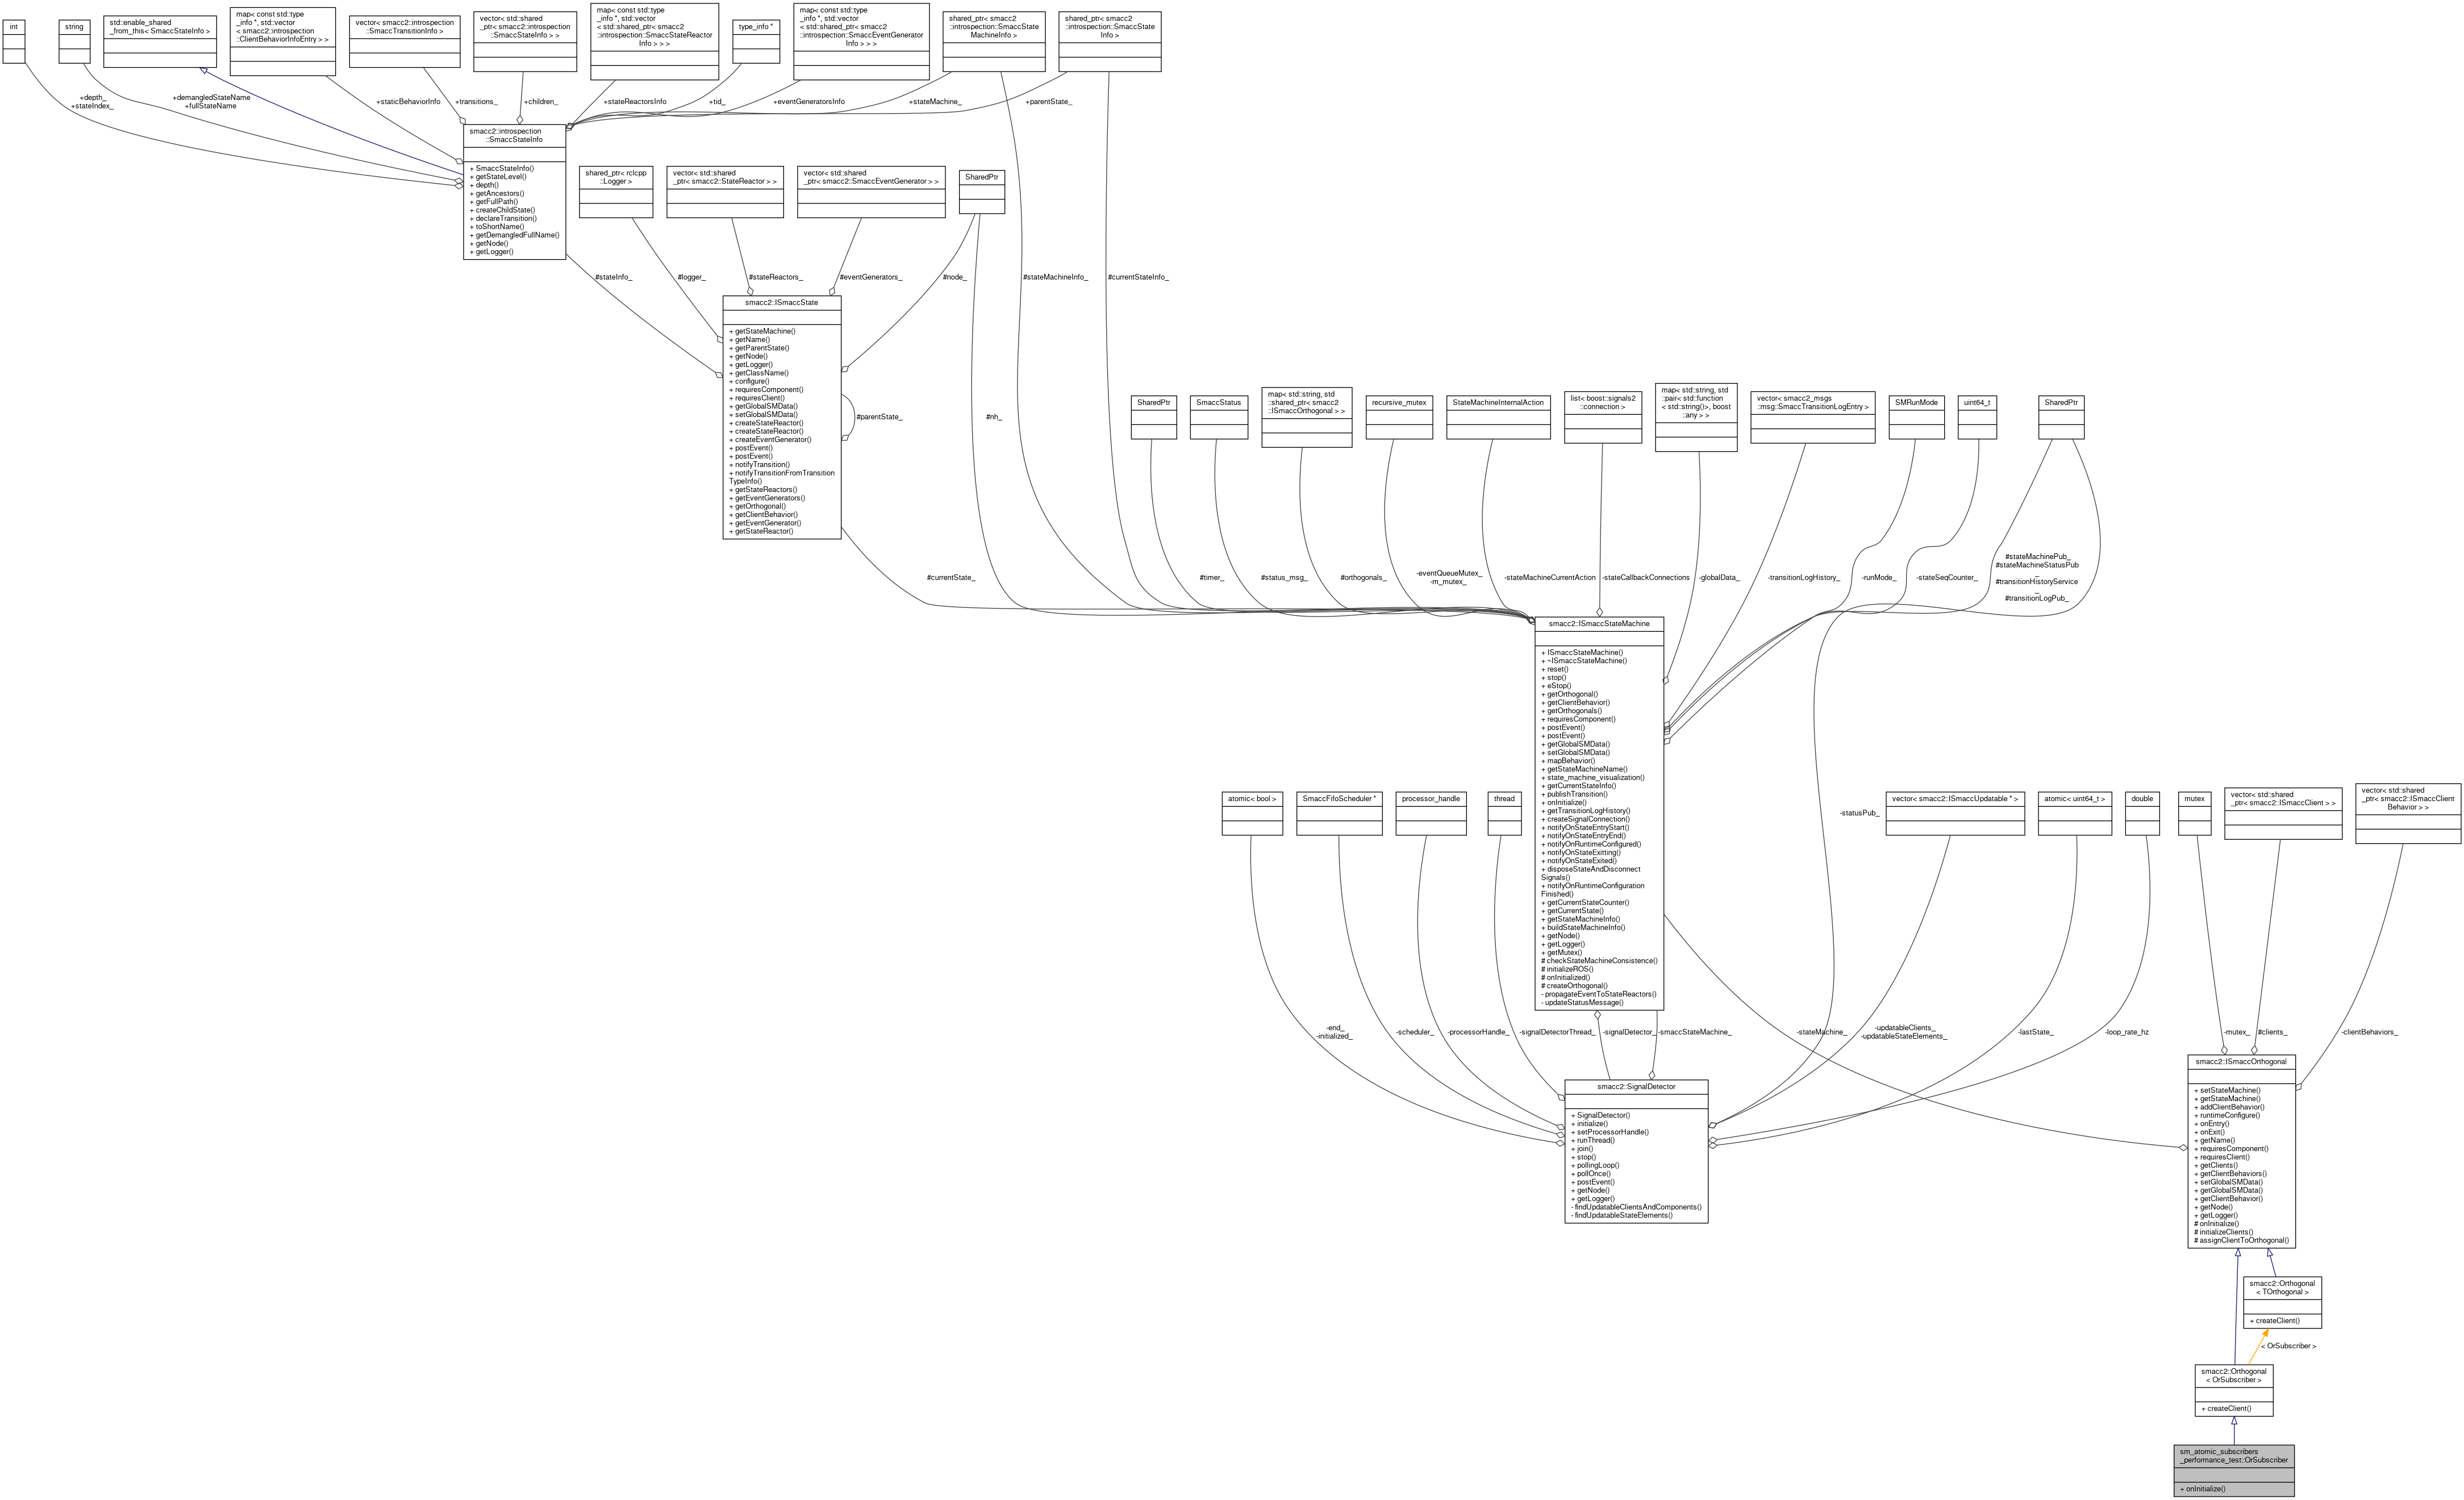 int
string
std::enable_shared
_from_this< SmaccStateInfo >
map< const std::type
_info *, std::vector
< smacc2::introspection
::ClientBehaviorInfoEntry > >
vector< smacc2::introspection
::SmaccTransitionInfo >
vector< std::shared
_ptr< smacc2::introspection
::SmaccStateInfo > >
map< const std::type
_info *, std::vector
< std::shared_ptr< smacc2
::introspection::SmaccStateReactor
Info > > >
type_info *
map< const std::type
_info *, std::vector
< std::shared_ptr< smacc2
::introspection::SmaccEventGenerator
Info > > >
shared_ptr< smacc2
::introspection::SmaccState
MachineInfo >
shared_ptr< smacc2
::introspection::SmaccState
Info >
+depth_
+stateIndex_
+demangledStateName
+fullStateName
+staticBehaviorInfo
+transitions_
+children_
+stateReactorsInfo
+tid_
+eventGeneratorsInfo
+stateMachine_
+parentState_
smacc2::introspection
::SmaccStateInfo
+ SmaccStateInfo()
+ getStateLevel()
+ depth()
+ getAncestors()
+ getFullPath()
+ createChildState()
+ declareTransition()
+ toShortName()
+ getDemangledFullName()
+ getNode()
+ getLogger()
shared_ptr< rclcpp
::Logger >
vector< std::shared
_ptr< smacc2::StateReactor > >
vector< std::shared
_ptr< smacc2::SmaccEventGenerator > >
SharedPtr
#stateInfo_
#logger_
#stateReactors_
#eventGenerators_
#node_
#stateMachineInfo_
#currentStateInfo_
smacc2::ISmaccState
+ getStateMachine()
+ getName()
+ getParentState()
+ getNode()
+ getLogger()
+ getClassName()
+ configure()
+ requiresComponent()
+ requiresClient()
+ getGlobalSMData()
+ setGlobalSMData()
+ createStateReactor()
+ createStateReactor()
+ createEventGenerator()
+ postEvent()
+ postEvent()
+ notifyTransition()
+ notifyTransitionFromTransition
TypeInfo()
+ getStateReactors()
+ getEventGenerators()
+ getOrthogonal()
+ getClientBehavior()
+ getEventGenerator()
+ getStateReactor()
#parentState_
#nh_
SharedPtr
SmaccStatus
map< std::string, std
::shared_ptr< smacc2
::ISmaccOrthogonal > >
recursive_mutex
StateMachineInternalAction
list< boost::signals2
::connection >
map< std::string, std
::pair< std::function
< std::string()>, boost
::any > >
vector< smacc2_msgs
::msg::SmaccTransitionLogEntry >
SMRunMode
uint64_t
SharedPtr
#currentState_
#timer_
#status_msg_
#orthogonals_
-eventQueueMutex_
-m_mutex_
-stateMachineCurrentAction
-stateCallbackConnections
-globalData_
-transitionLogHistory_
-runMode_
-stateSeqCounter_
#stateMachinePub_
#stateMachineStatusPub
_
#transitionHistoryService
_
#transitionLogPub_
smacc2::ISmaccStateMachine
+ ISmaccStateMachine()
+ ~ISmaccStateMachine()
+ reset()
+ stop()
+ eStop()
+ getOrthogonal()
+ getClientBehavior()
+ getOrthogonals()
+ requiresComponent()
+ postEvent()
+ postEvent()
+ getGlobalSMData()
+ setGlobalSMData()
+ mapBehavior()
+ getStateMachineName()
+ state_machine_visualization()
+ getCurrentStateInfo()
+ publishTransition()
+ onInitialize()
+ getTransitionLogHistory()
+ createSignalConnection()
+ notifyOnStateEntryStart()
+ notifyOnStateEntryEnd()
+ notifyOnRuntimeConfigured()
+ notifyOnStateExitting()
+ notifyOnStateExited()
+ disposeStateAndDisconnect
Signals()
+ notifyOnRuntimeConfiguration
Finished()
+ getCurrentStateCounter()
+ getCurrentState()
+ getStateMachineInfo()
+ buildStateMachineInfo()
+ getNode()
+ getLogger()
+ getMutex()
# checkStateMachineConsistence()
# initializeROS()
# onInitialized()
# createOrthogonal()
- propagateEventToStateReactors()
- updateStatusMessage()
atomic< bool >
SmaccFifoScheduler *
processor_handle
thread
-statusPub_
vector< smacc2::ISmaccUpdatable * >
atomic< uint64_t >
double
mutex
vector< std::shared
_ptr< smacc2::ISmaccClient > >
vector< std::shared
_ptr< smacc2::ISmaccClient
Behavior > >
-end_
-initialized_
-scheduler_
-processorHandle_
-signalDetectorThread_
-signalDetector_
-smaccStateMachine_
-stateMachine_
-updatableClients_
-updatableStateElements_
-lastState_
-loop_rate_hz
-mutex_
#clients_
-clientBehaviors_
smacc2::SignalDetector
+ SignalDetector()
+ initialize()
+ setProcessorHandle()
+ runThread()
+ join()
+ stop()
+ pollingLoop()
+ pollOnce()
+ postEvent()
+ getNode()
+ getLogger()
- findUpdatableClientsAndComponents()
- findUpdatableStateElements()
smacc2::ISmaccOrthogonal
+ setStateMachine()
+ getStateMachine()
+ addClientBehavior()
+ runtimeConfigure()
+ onEntry()
+ onExit()
+ getName()
+ requiresComponent()
+ requiresClient()
+ getClients()
+ getClientBehaviors()
+ setGlobalSMData()
+ getGlobalSMData()
+ getClientBehavior()
+ getNode()
+ getLogger()
# onInitialize()
# initializeClients()
# assignClientToOrthogonal()
smacc2::Orthogonal
< TOrthogonal >
+ createClient()
< OrSubscriber >
smacc2::Orthogonal
< OrSubscriber >
+ createClient()
sm_atomic_subscribers
_performance_test::OrSubscriber
+ onInitialize()